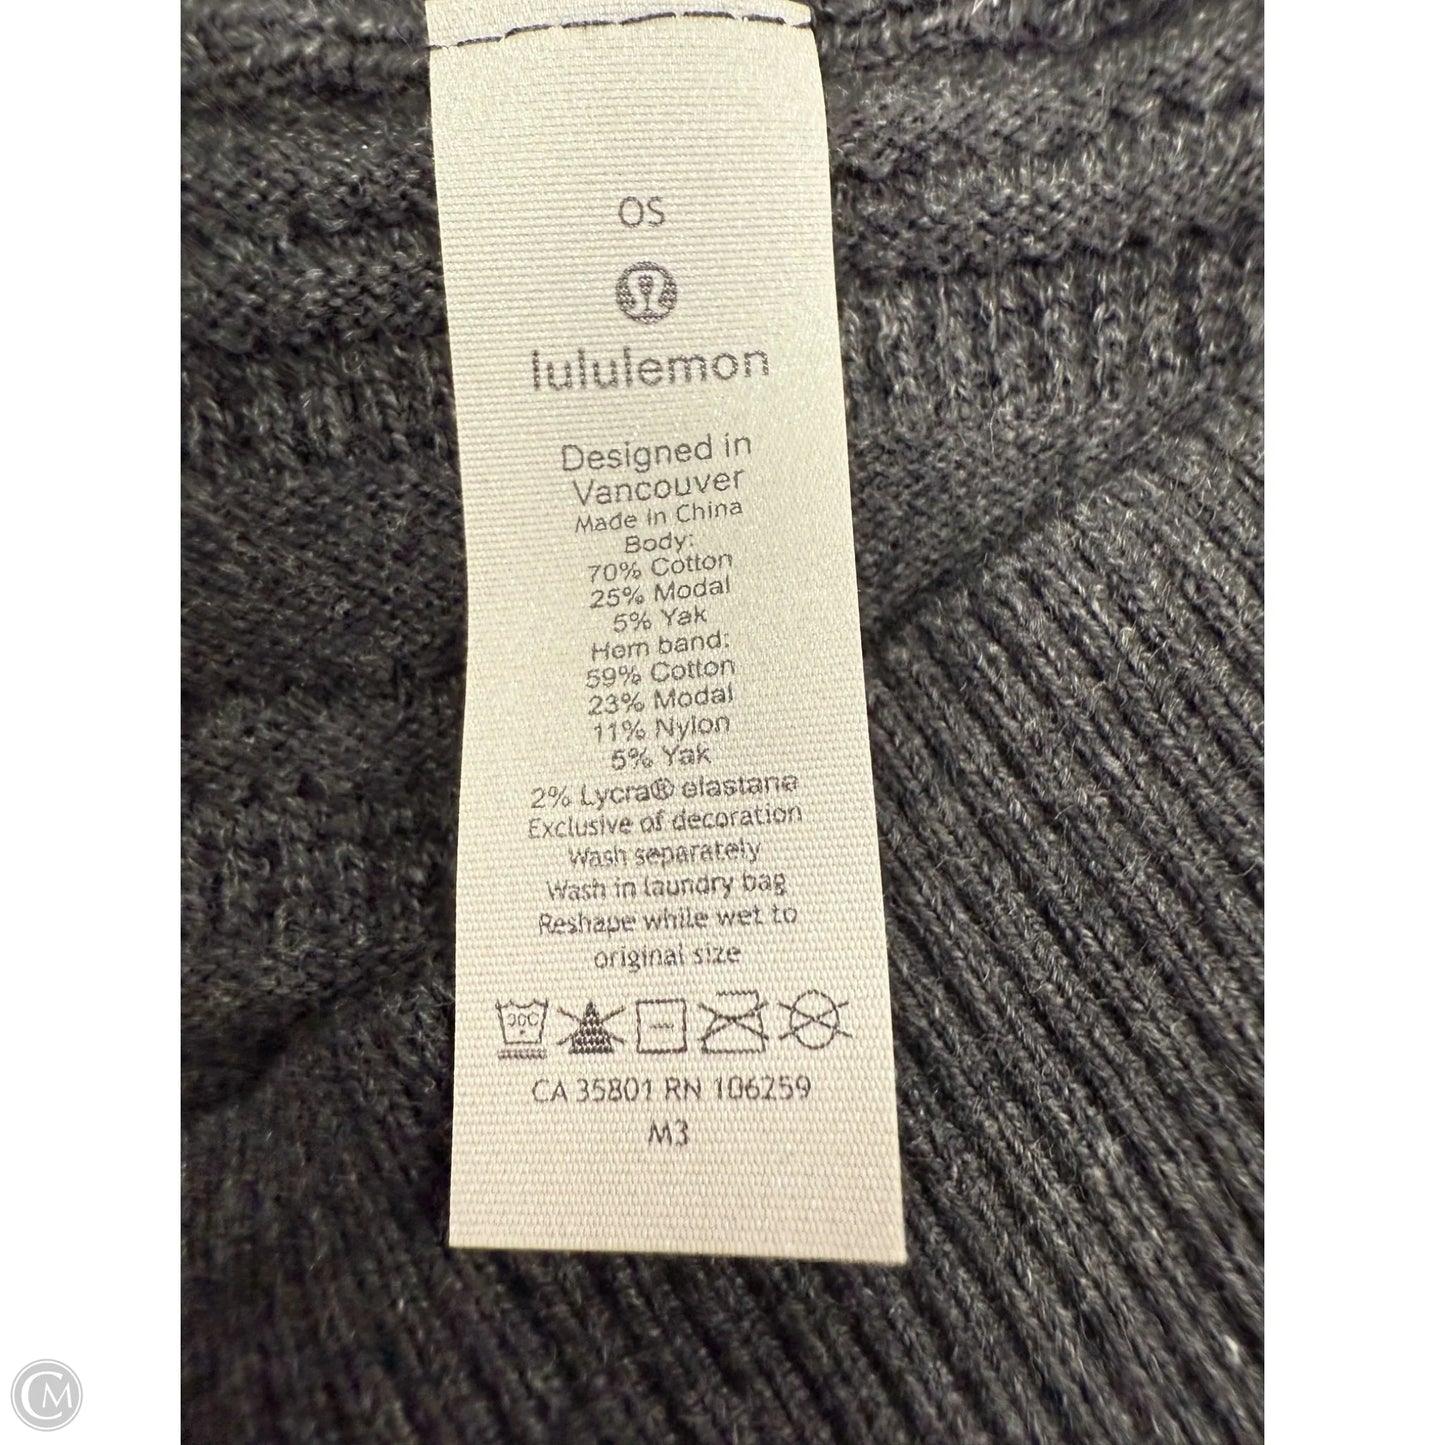 OS
lululemon
Designed in
Vancouver
Made in China
Body:
70% Cotton
25% Modal
5% Yak
Hem band:
59% Cotton
23% Modal
11% Nylon
5% Yak
2% Lycra® elastane
Exclusive of decoration
Wash separately
Wash in laundry bag
Reshape while wet to
original size
30C
CA 35801 RN 106259
M3
CM